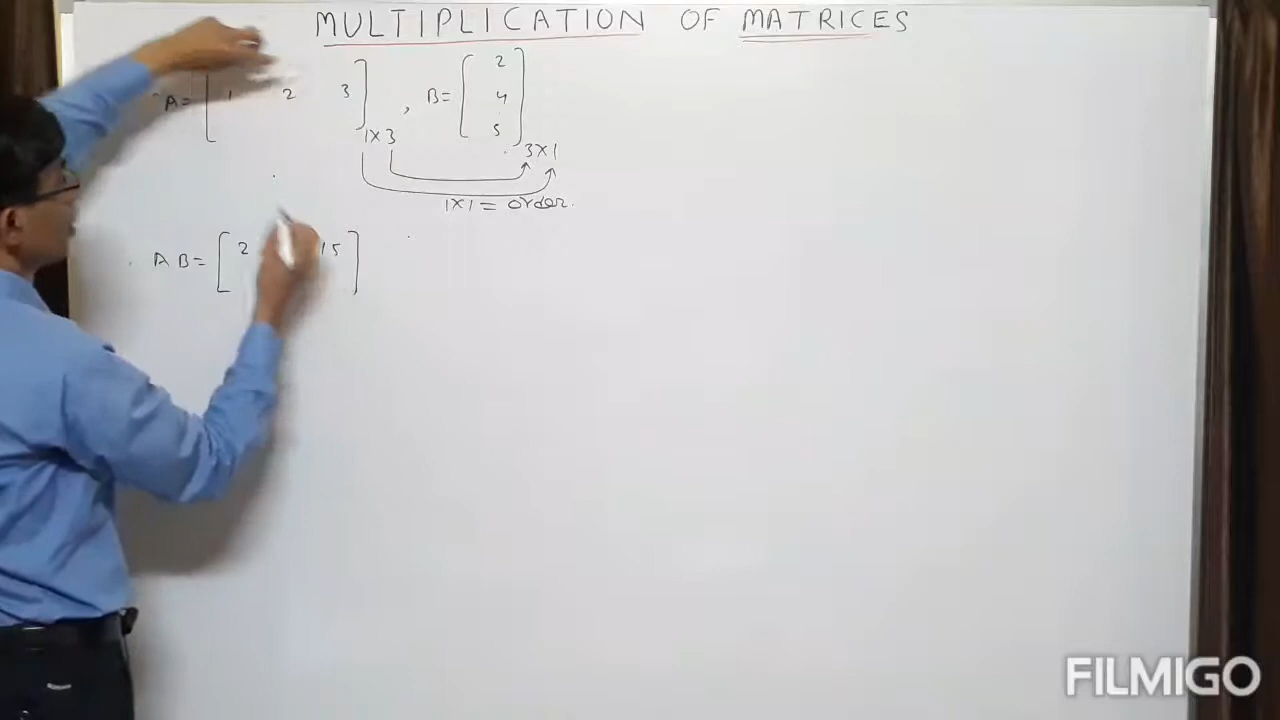 MULTIPLICATION OF MATRICES
A = [ 1 2 3 ] 1×3 , B = [ 2
4
5 ] 3×1
1×1 = order.
AB = [ 2 15 ]
FILMIGO